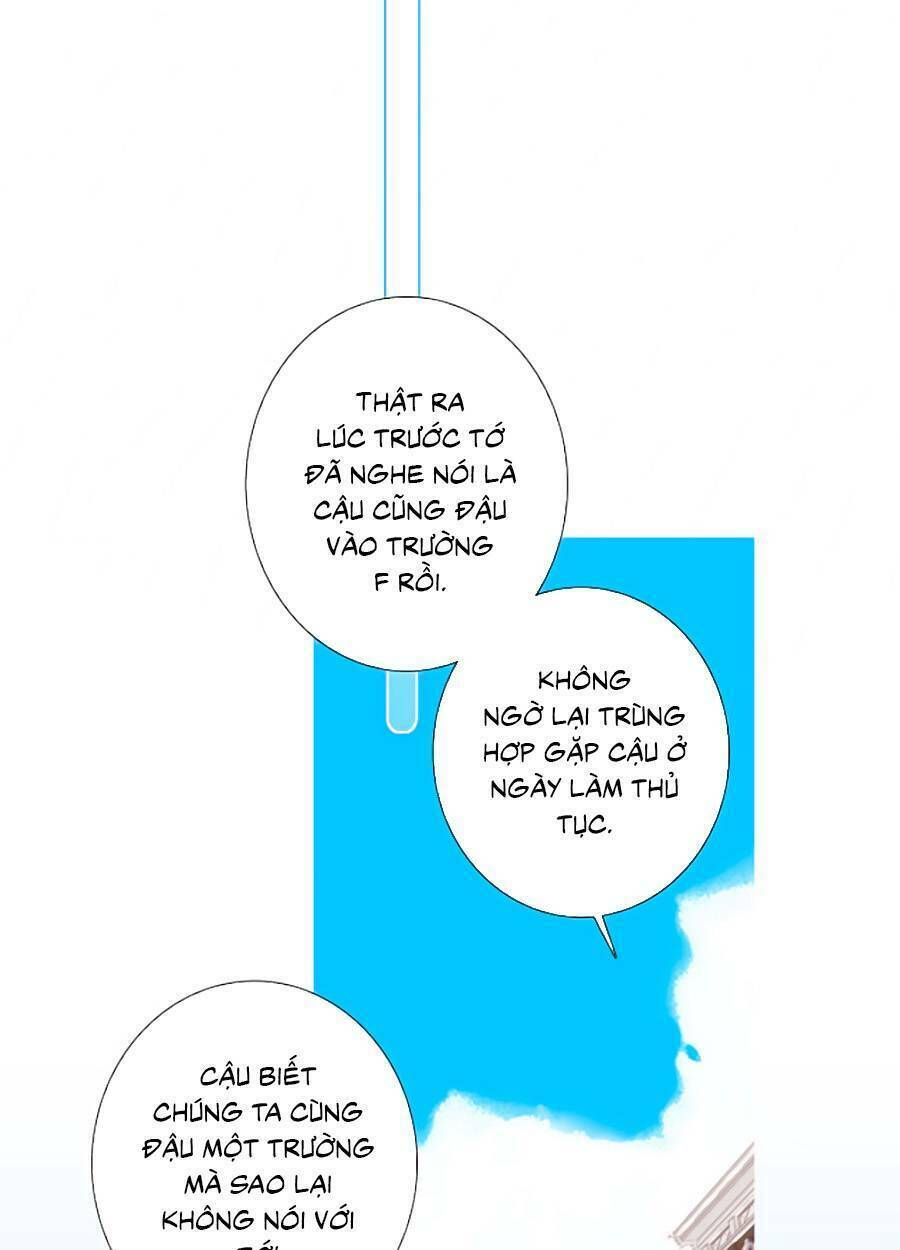 THẬT RA
LÚC TRƯỚC TỚ
ĐÃ NGHE NÓI LÀ
CẬU CŨNG ĐẬU
VÀO TRƯỜNG
F RỒI.
KHÔNG
NGỜ LẠI TRÙNG
HỢP GẶP CẬU Ở
NGÀY LÀM THỦ
TỤC.
CẬU BIẾT
CHÚNG TA CÙNG
ĐẬU MỘT TRƯỜNG
MÀ SAO LẠI
KHÔNG NÓI VỚI